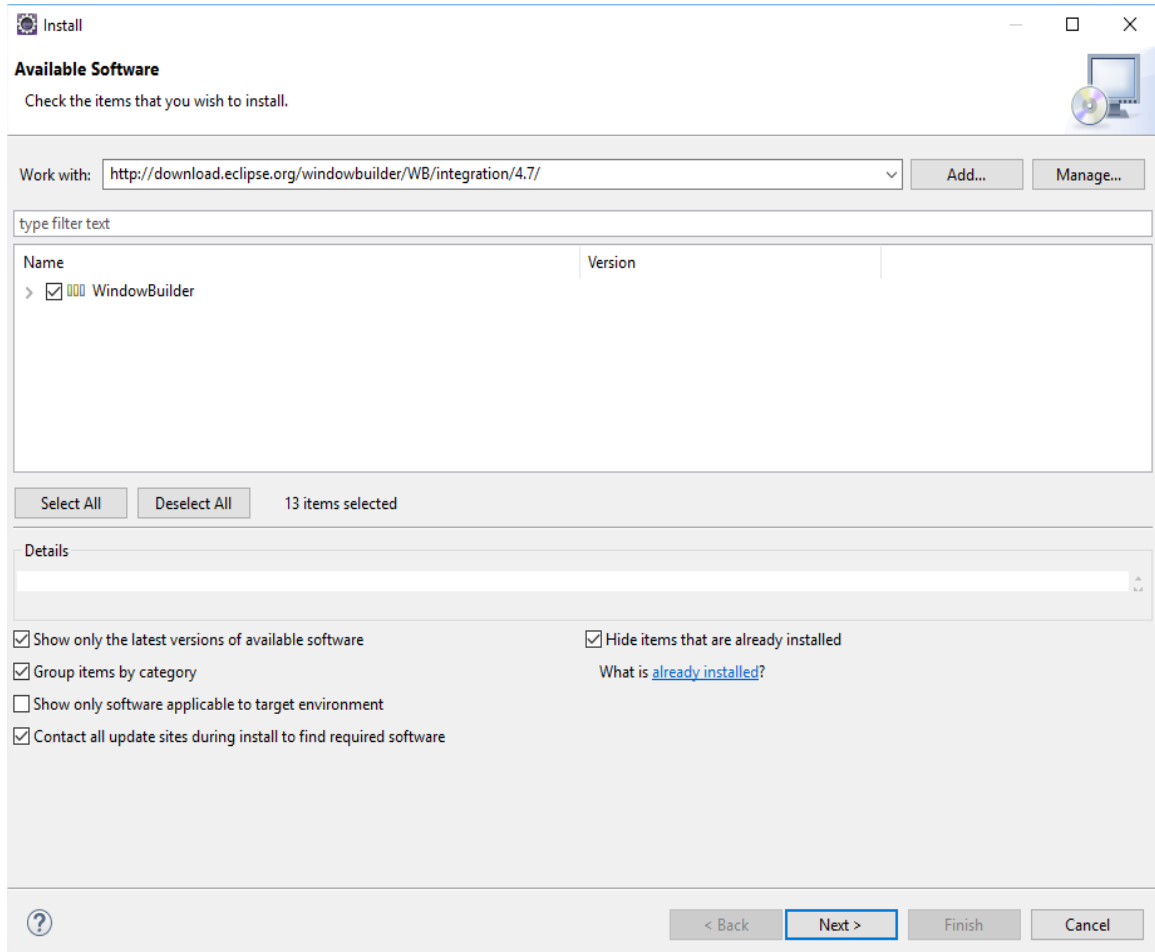 Install
Available Software
Check the items that you wish to install.
Work with: http://download.eclipse.org/windowbuilder/WB/integration/4.7/ Add... Manage...
type filter text
Name Version
WindowBuilder
Select All Deselect All 13 items selected
Details
Show only the latest versions of available software Hide items that are already installed
Group items by category What is already installed?
Show only software applicable to target environment
Contact all update sites during install to find required software
? < Back Next > Finish Cancel